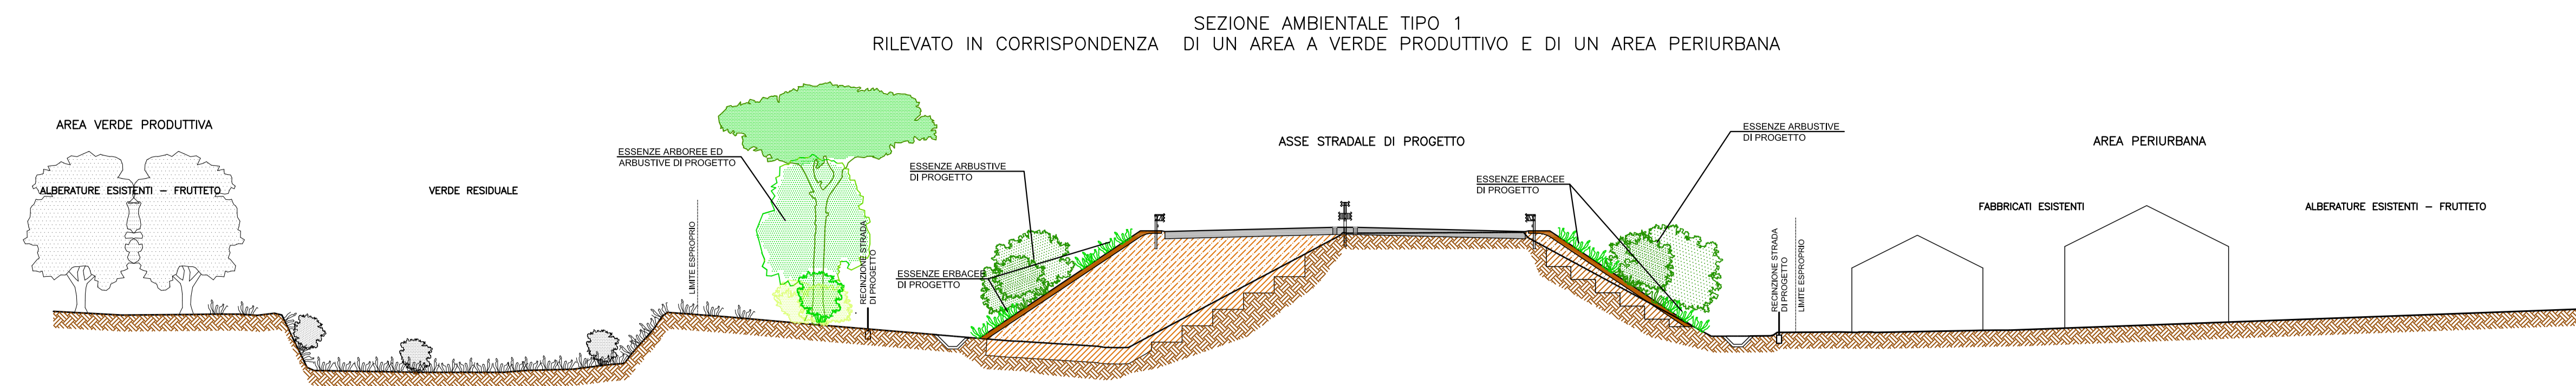 SEZIONE AMBIENTALE TIPO 1
RILEVATO IN CORRISPONDENZA DI UN AREA A VERDE PRODUTTIVO E DI UN AREA PERIURBANA
AREA VERDE PRODUTTIVA
ALBERATURE ESISTENTI – FRUTTETO
VERDE RESIDUALE
LIMITE ESPROPRIO
ESSENZE ARBOREE ED
ARBUSTIVE DI PROGETTO
RECINZIONE STRADA
DI PROGETTO
ESSENZE ARBUSTIVE
DI PROGETTO
ESSENZE ERBACEE
DI PROGETTO
ASSE STRADALE DI PROGETTO
ESSENZE ERBACEE
DI PROGETTO
ESSENZE ARBUSTIVE
DI PROGETTO
RECINZIONE STRADA
DI PROGETTO
LIMITE ESPROPRIO
AREA PERIURBANA
FABBRICATI ESISTENTI
ALBERATURE ESISTENTI – FRUTTETO